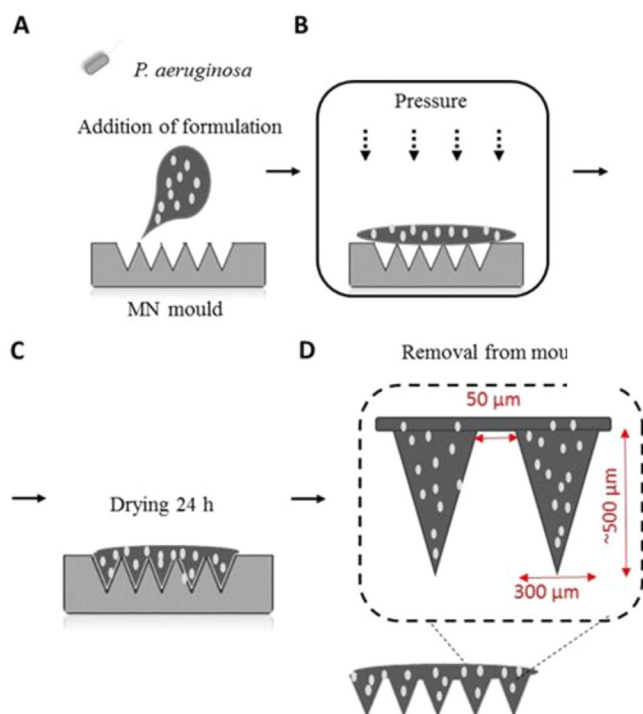 A
B
P. aeruginosa
Addition of formulation
Pressure
MN mould
C
D
Removal from mou
50 μm
Drying 24 h
~500 μm
300 μm